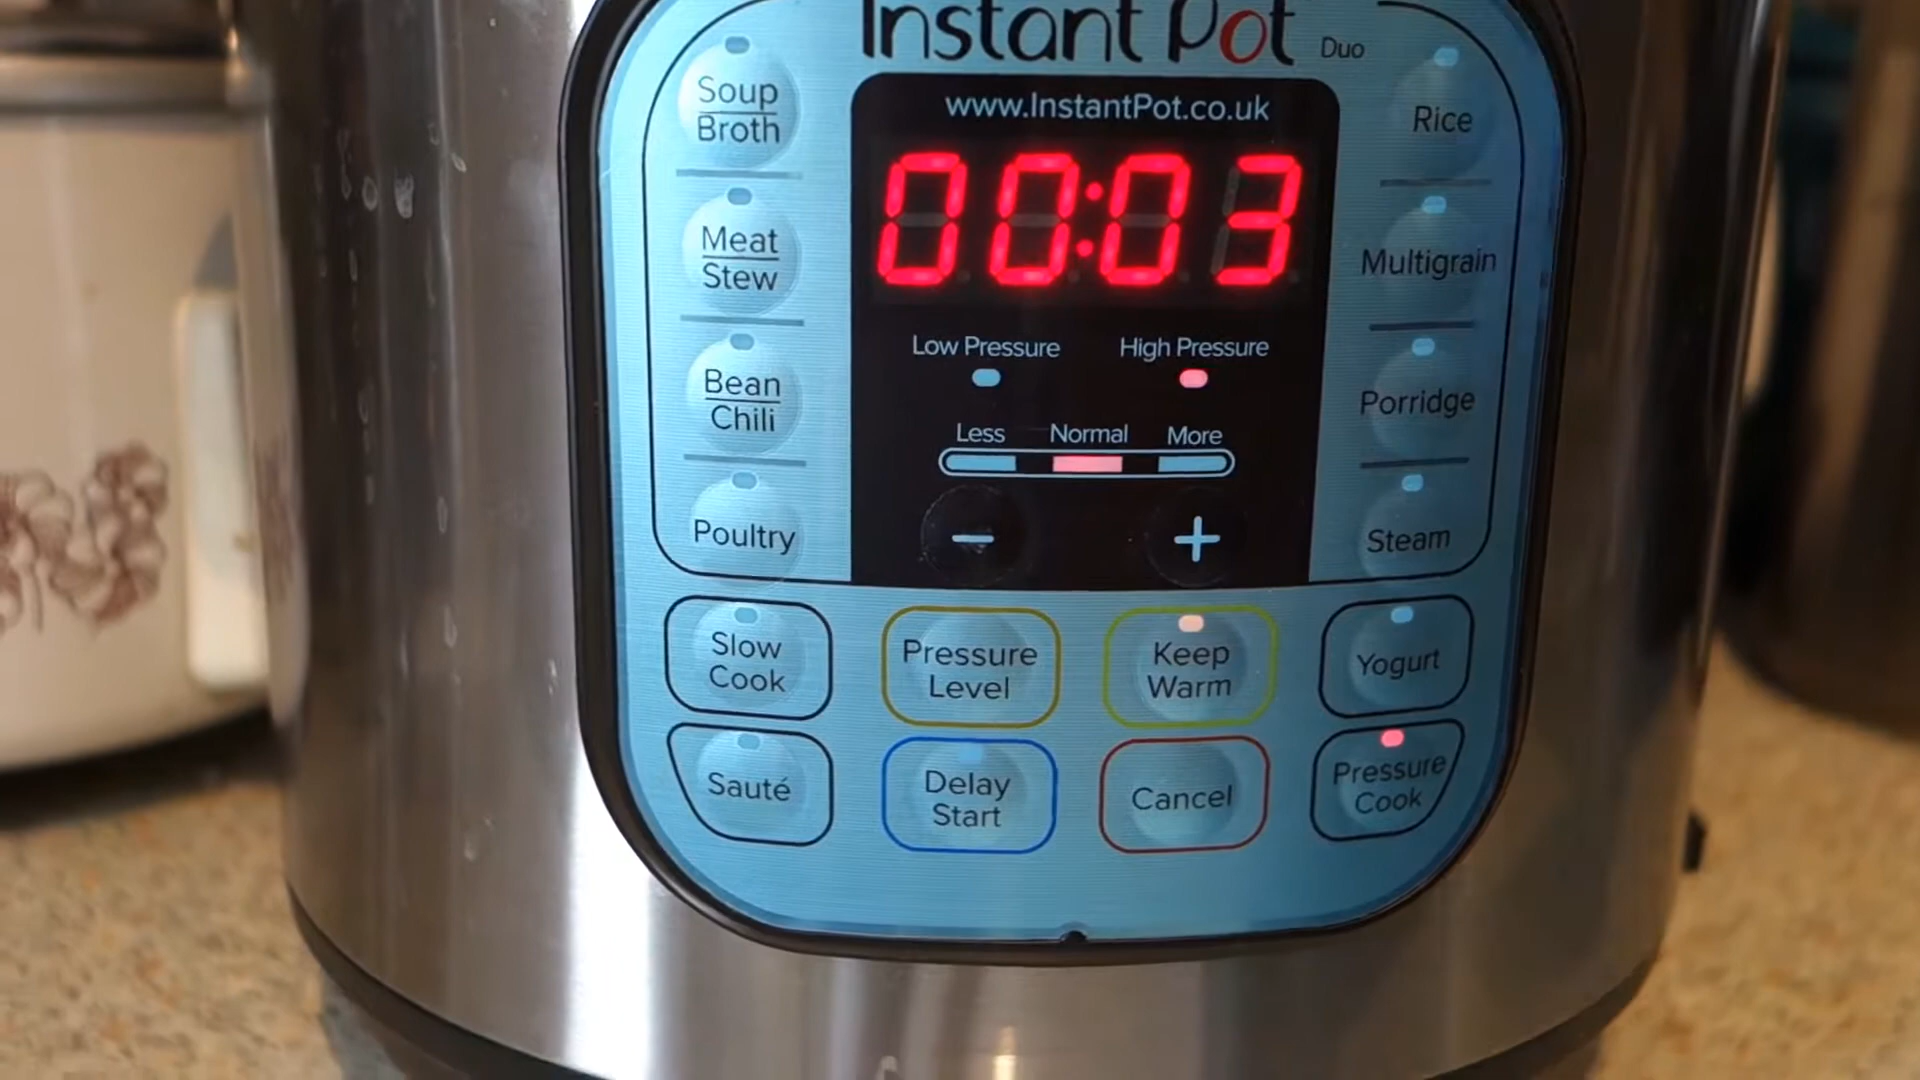 Instant Pot Duo
www.InstantPot.co.uk
00:03
Low Pressure High Pressure
Less Normal More
− +
Soup
Broth
Meat
Stew
Bean
Chili
Poultry
Rice
Multigrain
Porridge
Steam
Slow
Cook
Pressure
Level
Keep
Warm
Yogurt
Sauté
Delay
Start
Cancel
Pressure
Cook